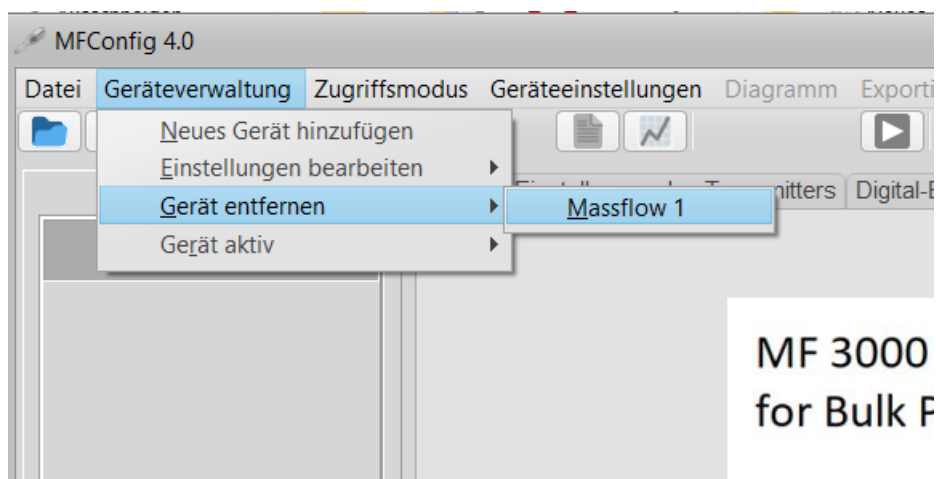 MFConfig 4.0
Datei Geräteverwaltung Zugriffsmodus Geräteeinstellungen Diagramm Exporti
Neues Gerät hinzufügen
Einstellungen bearbeiten
Digital-E
Gerät entfernen
Massflow 1
Gerät aktiv
MF 3000
for Bulk P